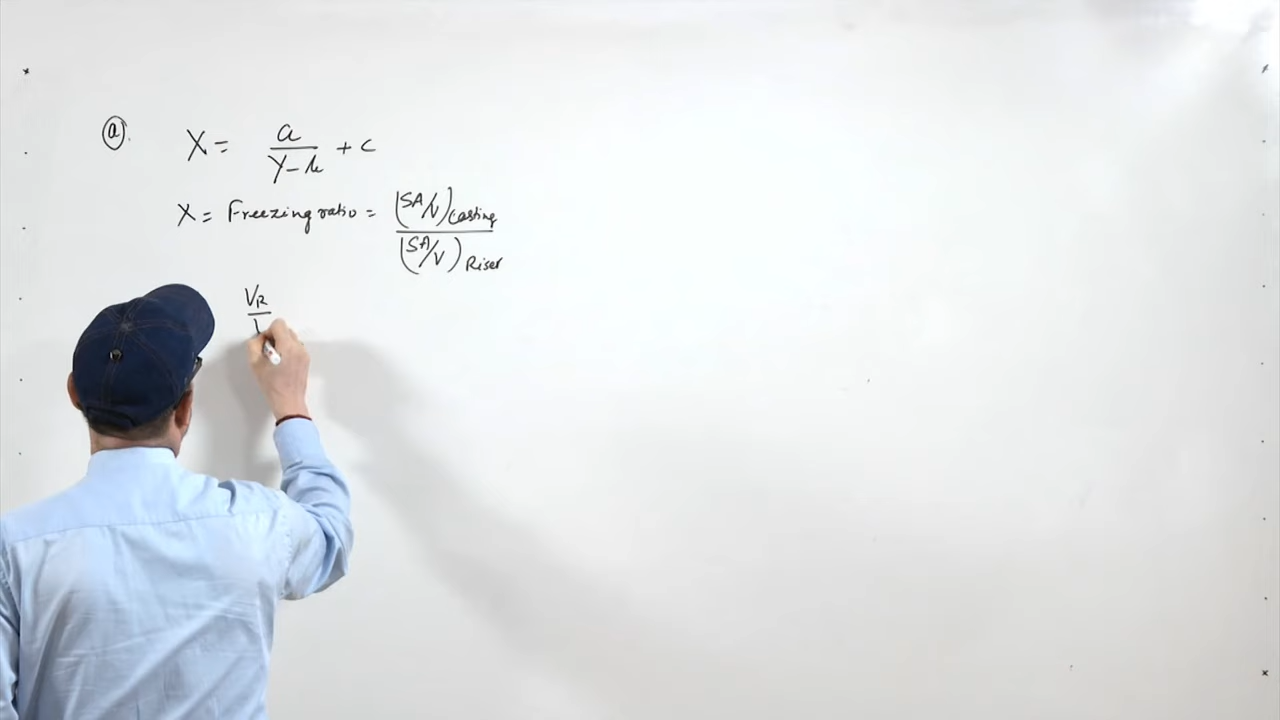 (a). X = a/(Y-h) + c
X = Freezing ratio = (SA/V)Casting / (SA/V)Riser
VR